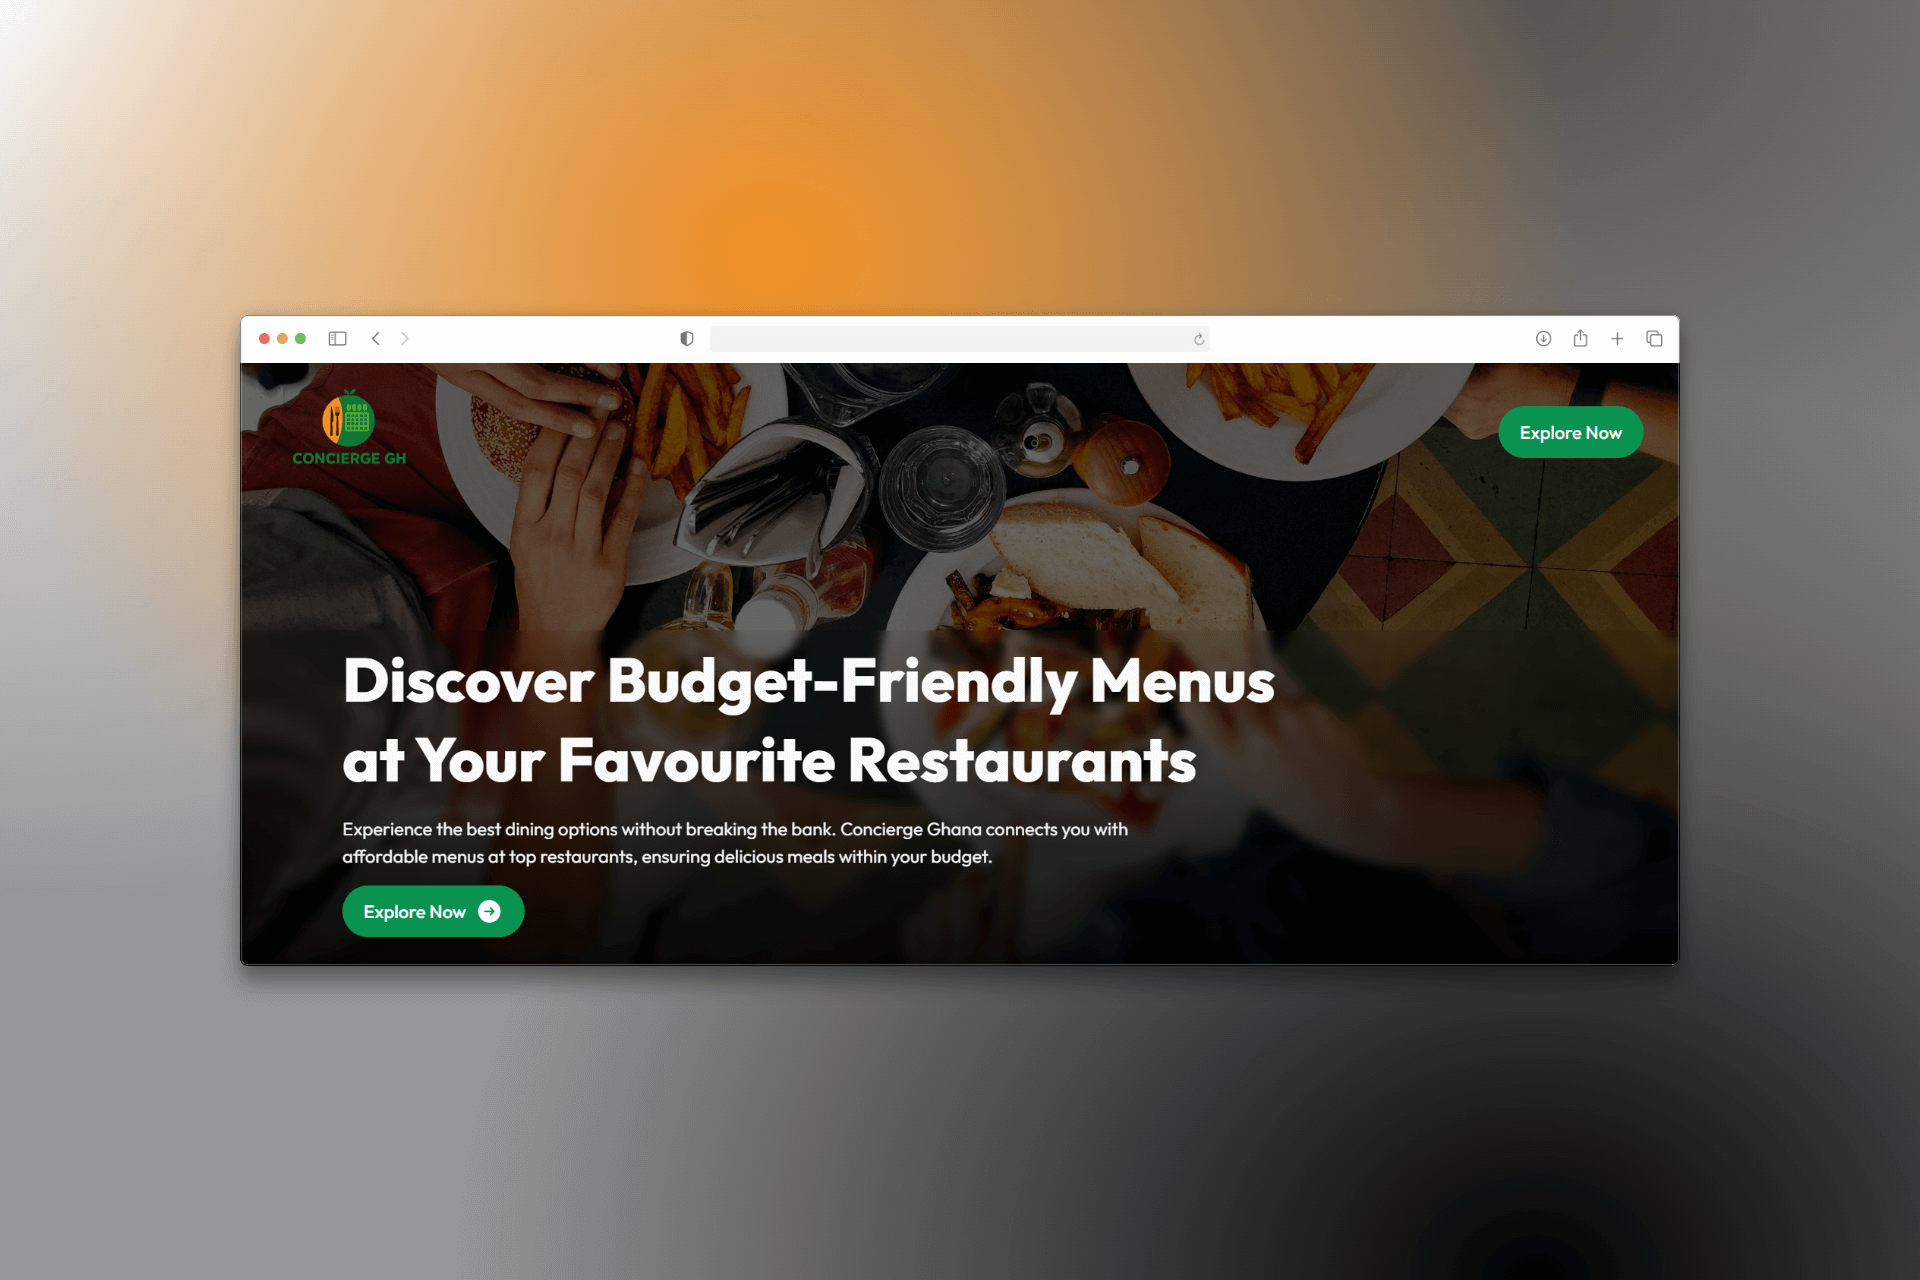 CONCIERGE GH
Explore Now
Discover Budget-Friendly Menus
at Your Favourite Restaurants
Experience the best dining options without breaking the bank. Concierge Ghana connects you with
affordable menus at top restaurants, ensuring delicious meals within your budget.
Explore Now